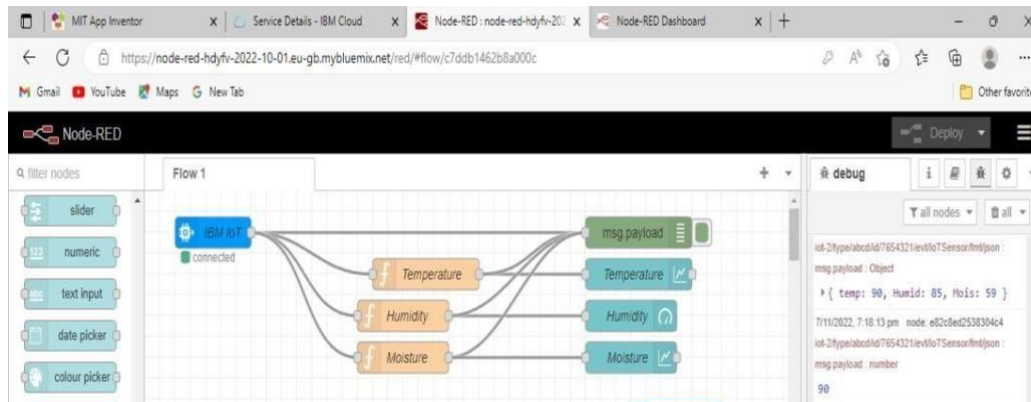 MIT App Inventor
Service Details - IBM Cloud
Node-RED : node-red-hdyfv-202
Node-RED Dashboard
https://node-red-hdyfv-2022-10-01.eu-gb.mybluemix.net/red/#flow/c7ddb1462b8a000c
Gmail YouTube Maps New Tab
Other favorit
Node-RED
Deploy
filter nodes
Flow 1
debug
all nodes
all
slider
numeric
text input
date picker
colour picker
IBM IoT
connected
Temperature
Humidity
Moisture
msg.payload
Temperature
Humidity
Moisture
iot-2/type/abcd/id/7654321/evt/IoTSensor/fmt/json :
msg.payload : Object
{ temp: 90, Humid: 85, Mois: 59 }
7/11/2022, 7:18:13 pm node: e82c8ed2538304c4
iot-2/type/abcd/id/7654321/evt/IoTSensor/fmt/json :
msg.payload : number
90